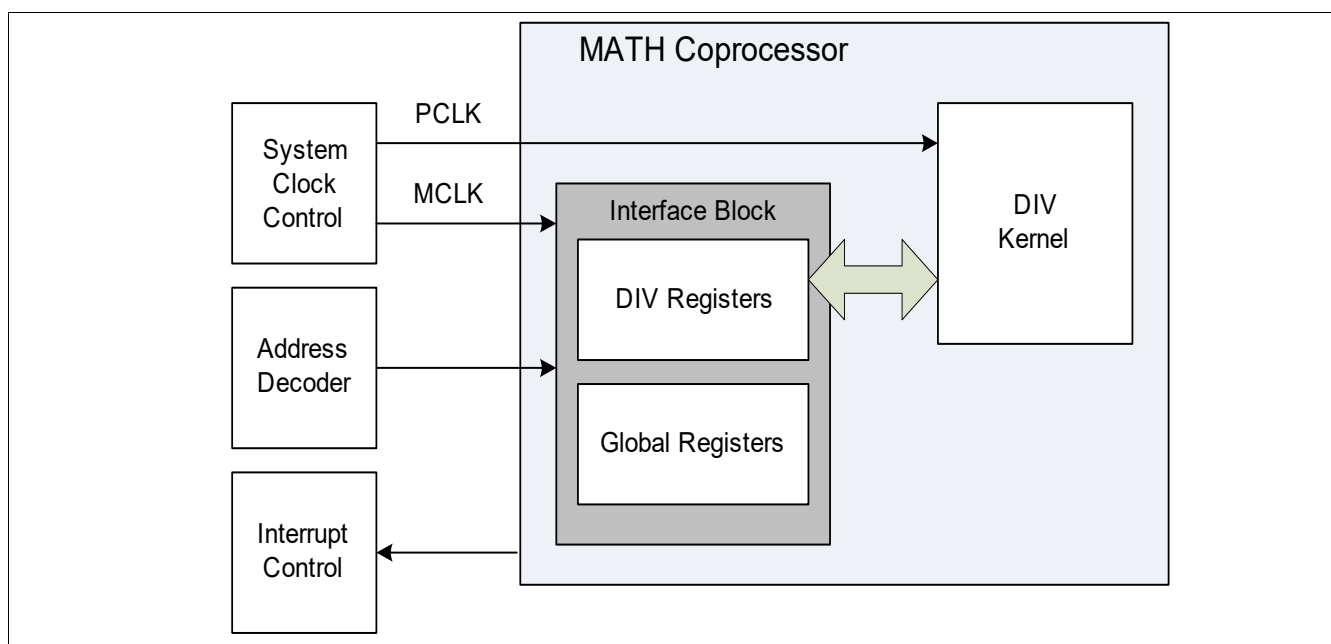 MATH Coprocessor
PCLK
System
Clock
Control
MCLK
DIV
Kernel
Interface Block
DIV Registers
Address
Decoder
Global Registers
Interrupt
Control